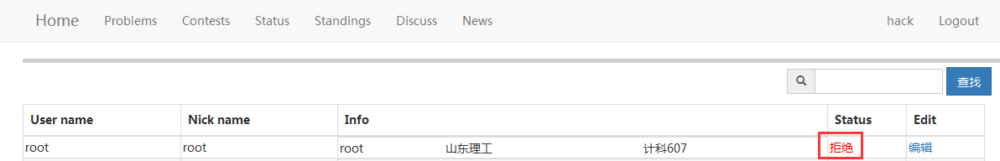 Home Problems Contests Status Standings Discuss News hack Logout
查找
User name Nick name Info Status Edit
root root root 山东理工 计科607 拒绝 编辑